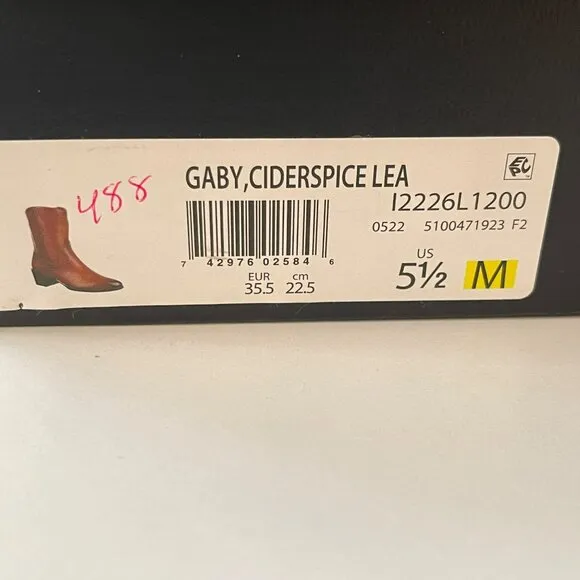 488
GABY,CIDERSPICE LEA
I2226L1200
0522 5100471923 F2
7 42976 02584 6
EUR cm
35.5 22.5
US
5½ M